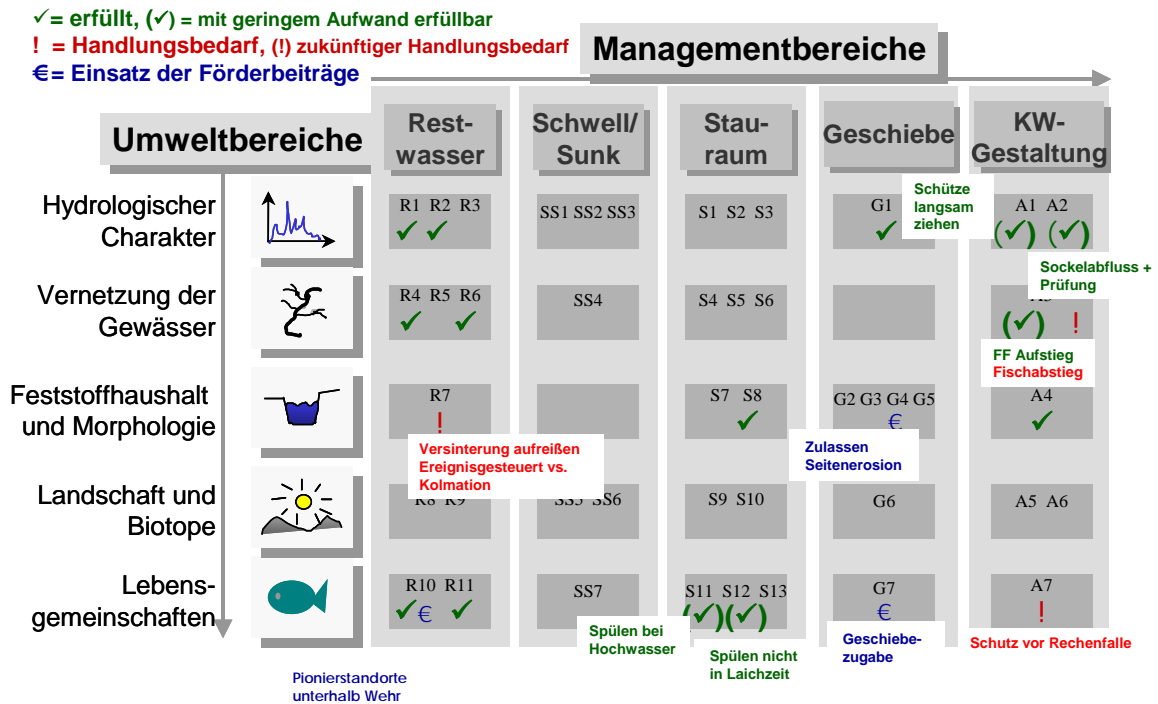 ✓= erfüllt, (✓) = mit geringem Aufwand erfüllbar
! = Handlungsbedarf, (!) zukünftiger Handlungsbedarf
€= Einsatz der Förderbeiträge
Managementbereiche
Umweltbereiche
Rest-
wasser
Schwell/
Sunk
Stau-
raum
Geschiebe
KW-
Gestaltung
Hydrologischer
Charakter
R1 R2 R3
✓ ✓
SS1 SS2 SS3
S1 S2 S3
G1
✓
Schütze
langsam
ziehen
A1 A2
(✓) (✓)
Sockelabfluss +
Prüfung
Vernetzung der
Gewässer
R4 R5 R6
✓ ✓
SS4
S4 S5 S6
(✓) !
FF Aufstieg
Fischabstieg
Feststoffhaushalt
und Morphologie
R7
!
Versinterung aufreißen
Ereignisgesteuert vs.
Kolmation
S7 S8
✓
G2 G3 G4 G5
€
Zulassen
Seitenerosion
A4
✓
Landschaft und
Biotope
R8 R9
SS5 SS6
S9 S10
G6
A5 A6
Lebens-
gemeinschaften
R10 R11
✓€ ✓
Pionierstandorte
unterhalb Wehr
SS7
Spülen bei
Hochwasser
S11 S12 S13
(✓)(✓)
Spülen nicht
in Laichzeit
G7
€
Geschiebe-
zugabe
A7
!
Schutz vor Rechenfalle